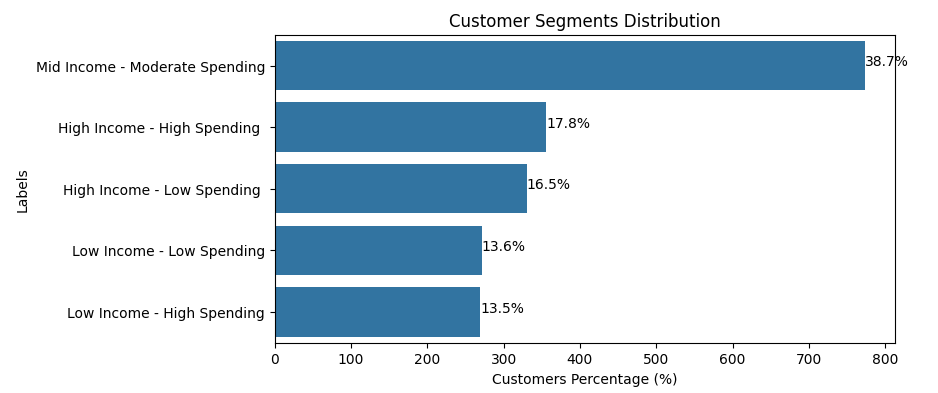 Customer Segments Distribution
Mid Income - Moderate Spending
38.7%
High Income - High Spending
17.8%
High Income - Low Spending
16.5%
Low Income - Low Spending
13.6%
Low Income - High Spending
13.5%
Labels
0 100 200 300 400 500 600 700 800
Customers Percentage (%)